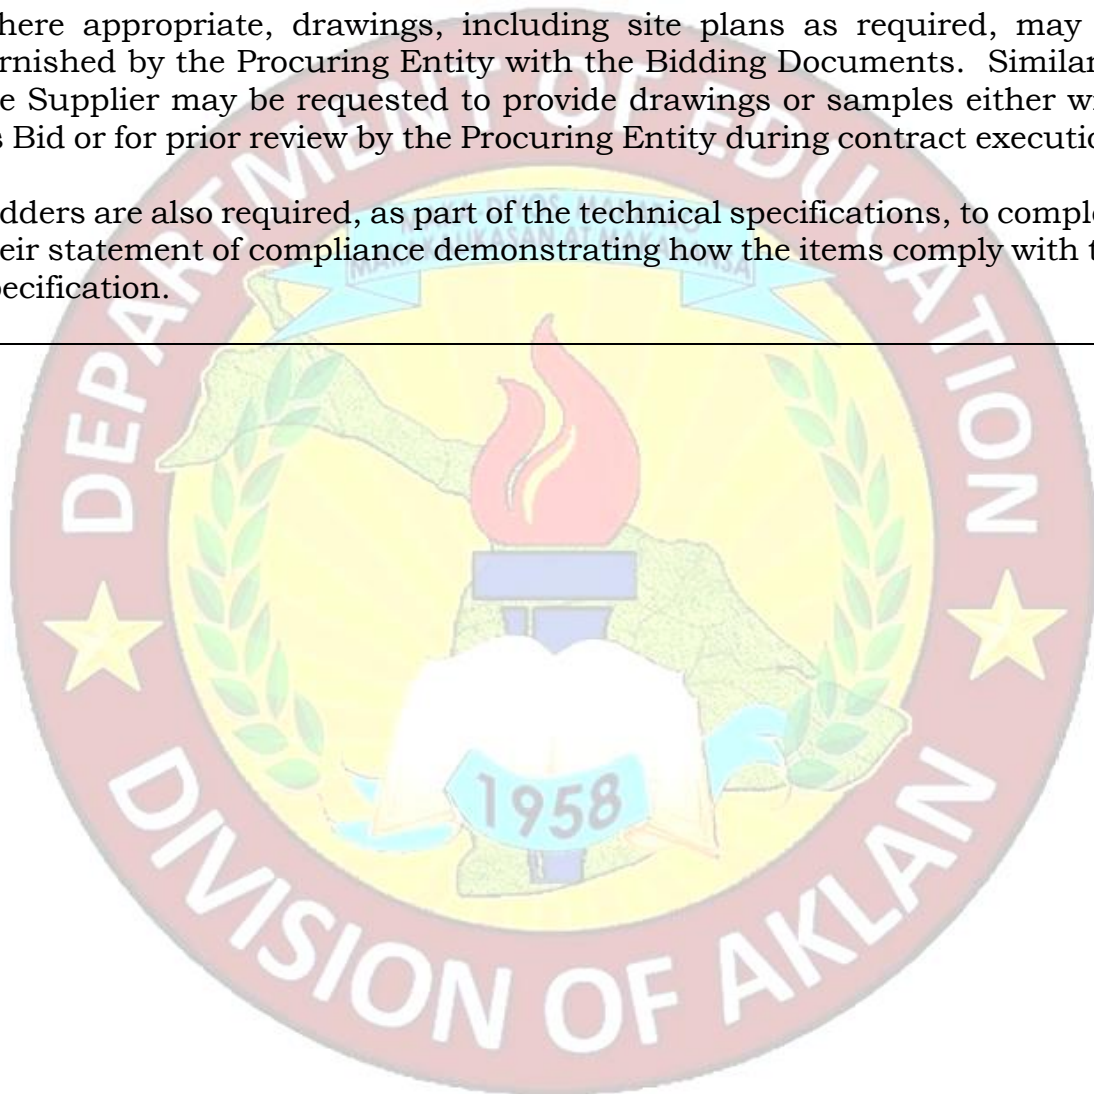 here appropriate, drawings, including site plans as required, may
rnished by the Procuring Entity with the Bidding Documents. Similar
e Supplier may be requested to provide drawings or samples either wi
s Bid or for prior review by the Procuring Entity during contract executio
dders are also required, as part of the technical specifications, to comple
eir statement of compliance demonstrating how the items comply with t
pecification.
DEPARTMENT OF EDUCATION
1958
DIVISION OF AKLAN